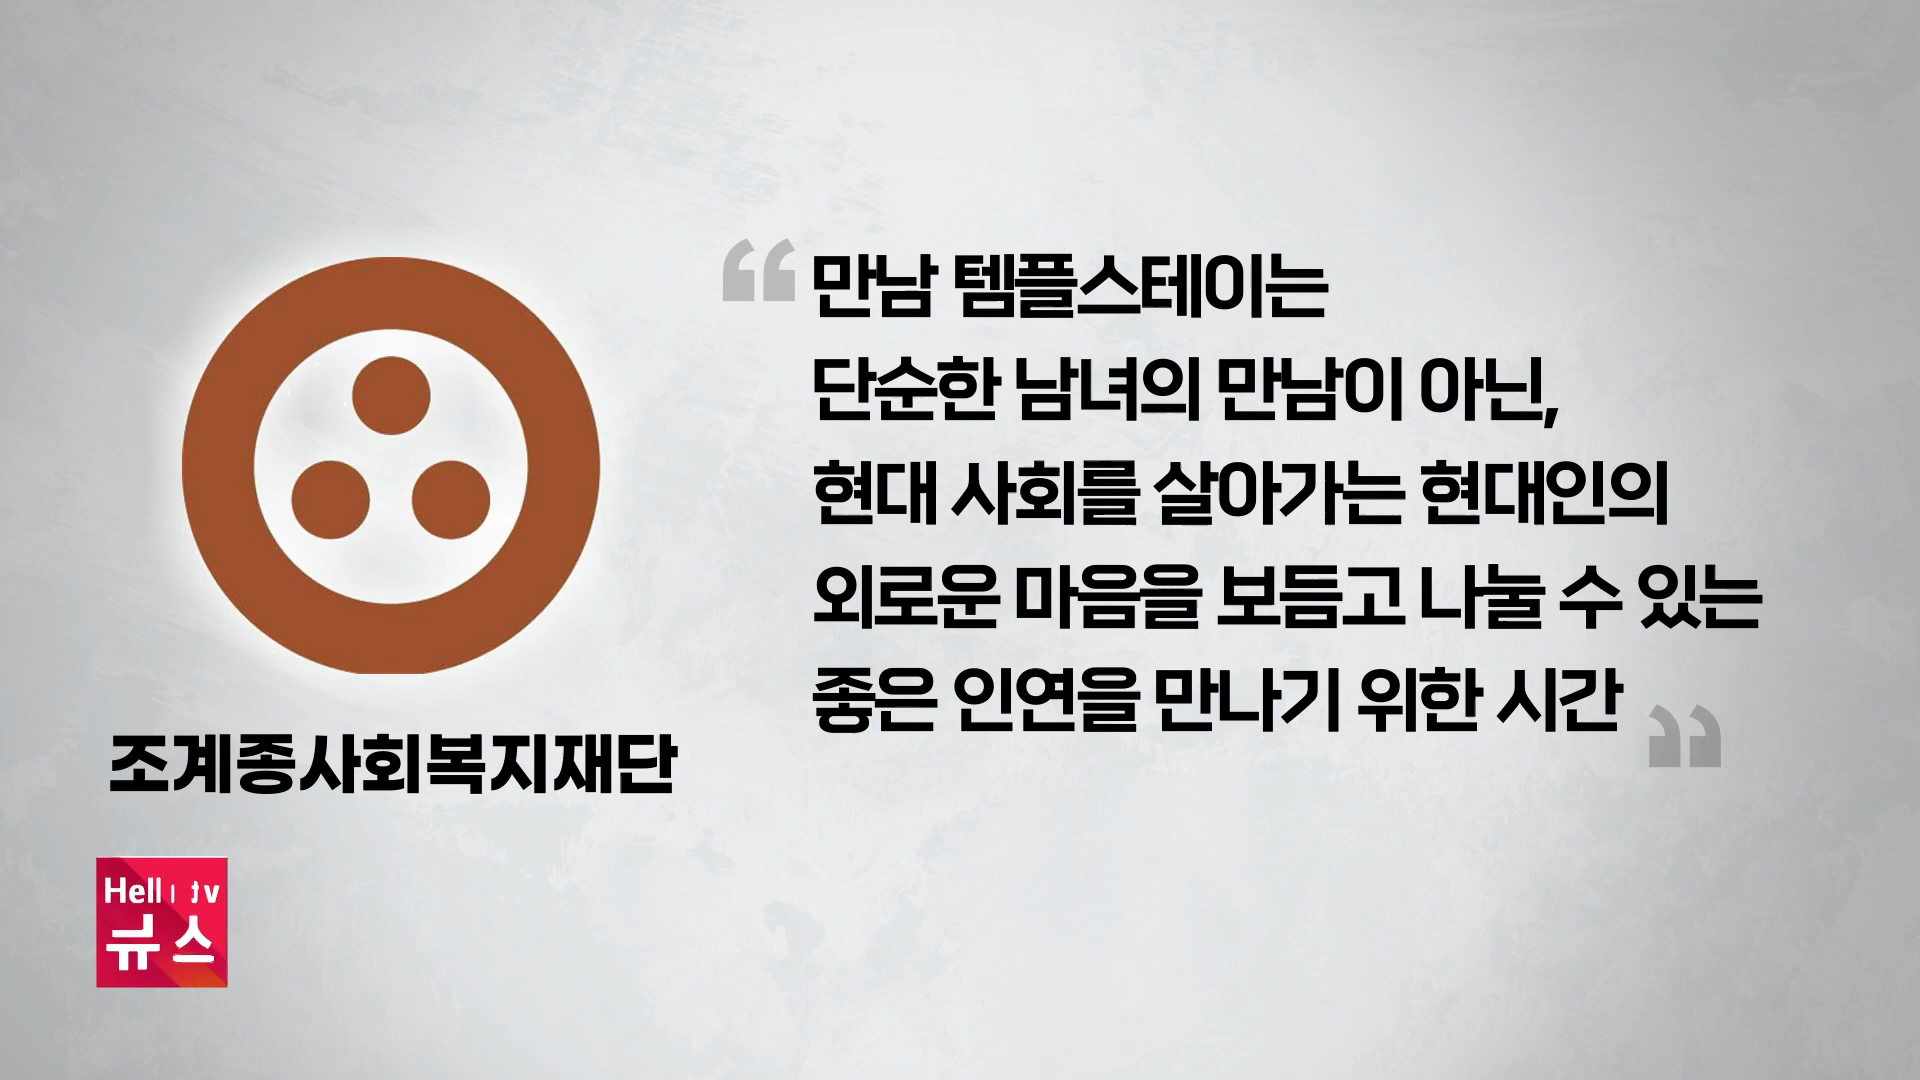 만남 템플스테이는
단순한 남녀의 만남이 아닌,
현대 사회를 살아가는 현대인의
외로운 마음을 보듬고 나눌 수 있는
좋은 인연을 만나기 위한 시간
조계종사회복지재단
tv
뉴스